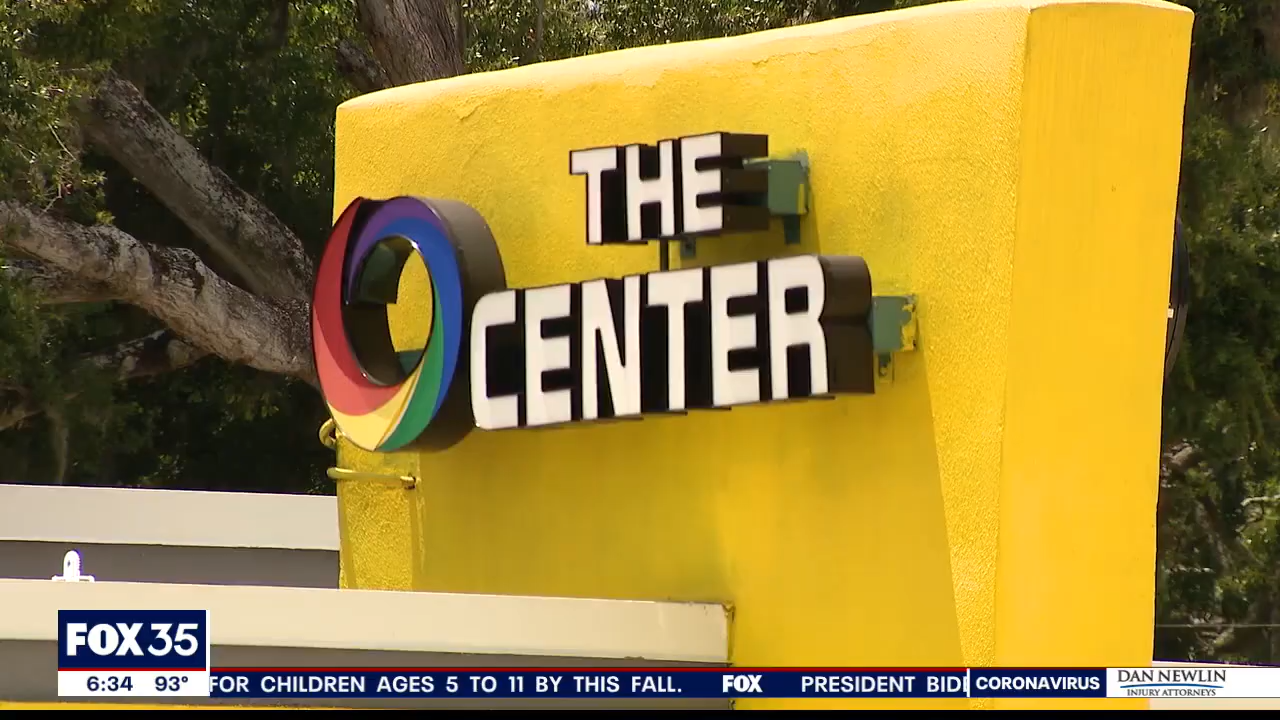 THE
CENTER
FOX 35
6:34 93°
FOR CHILDREN AGES 5 TO 11 BY THIS FALL. FOX PRESIDENT BID
CORONAVIRUS
DAN NEWLIN
INJURY ATTORNEYS